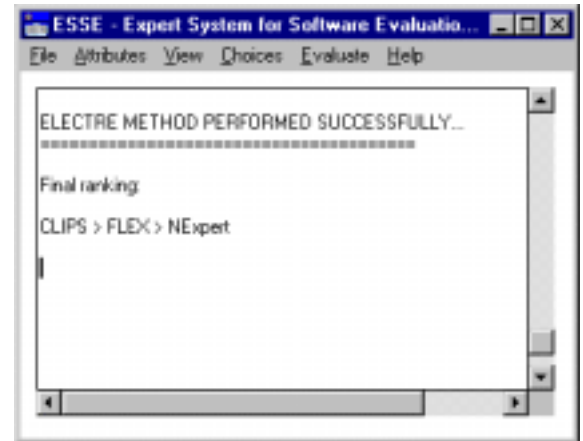 ESSE - Expert System for Software Evaluatio...
File Attributes View Choices Evaluate Help
ELECTRE METHOD PERFORMED SUCCESSFULLY...
========================================
Final ranking:
CLIPS > FLEX > NExpert